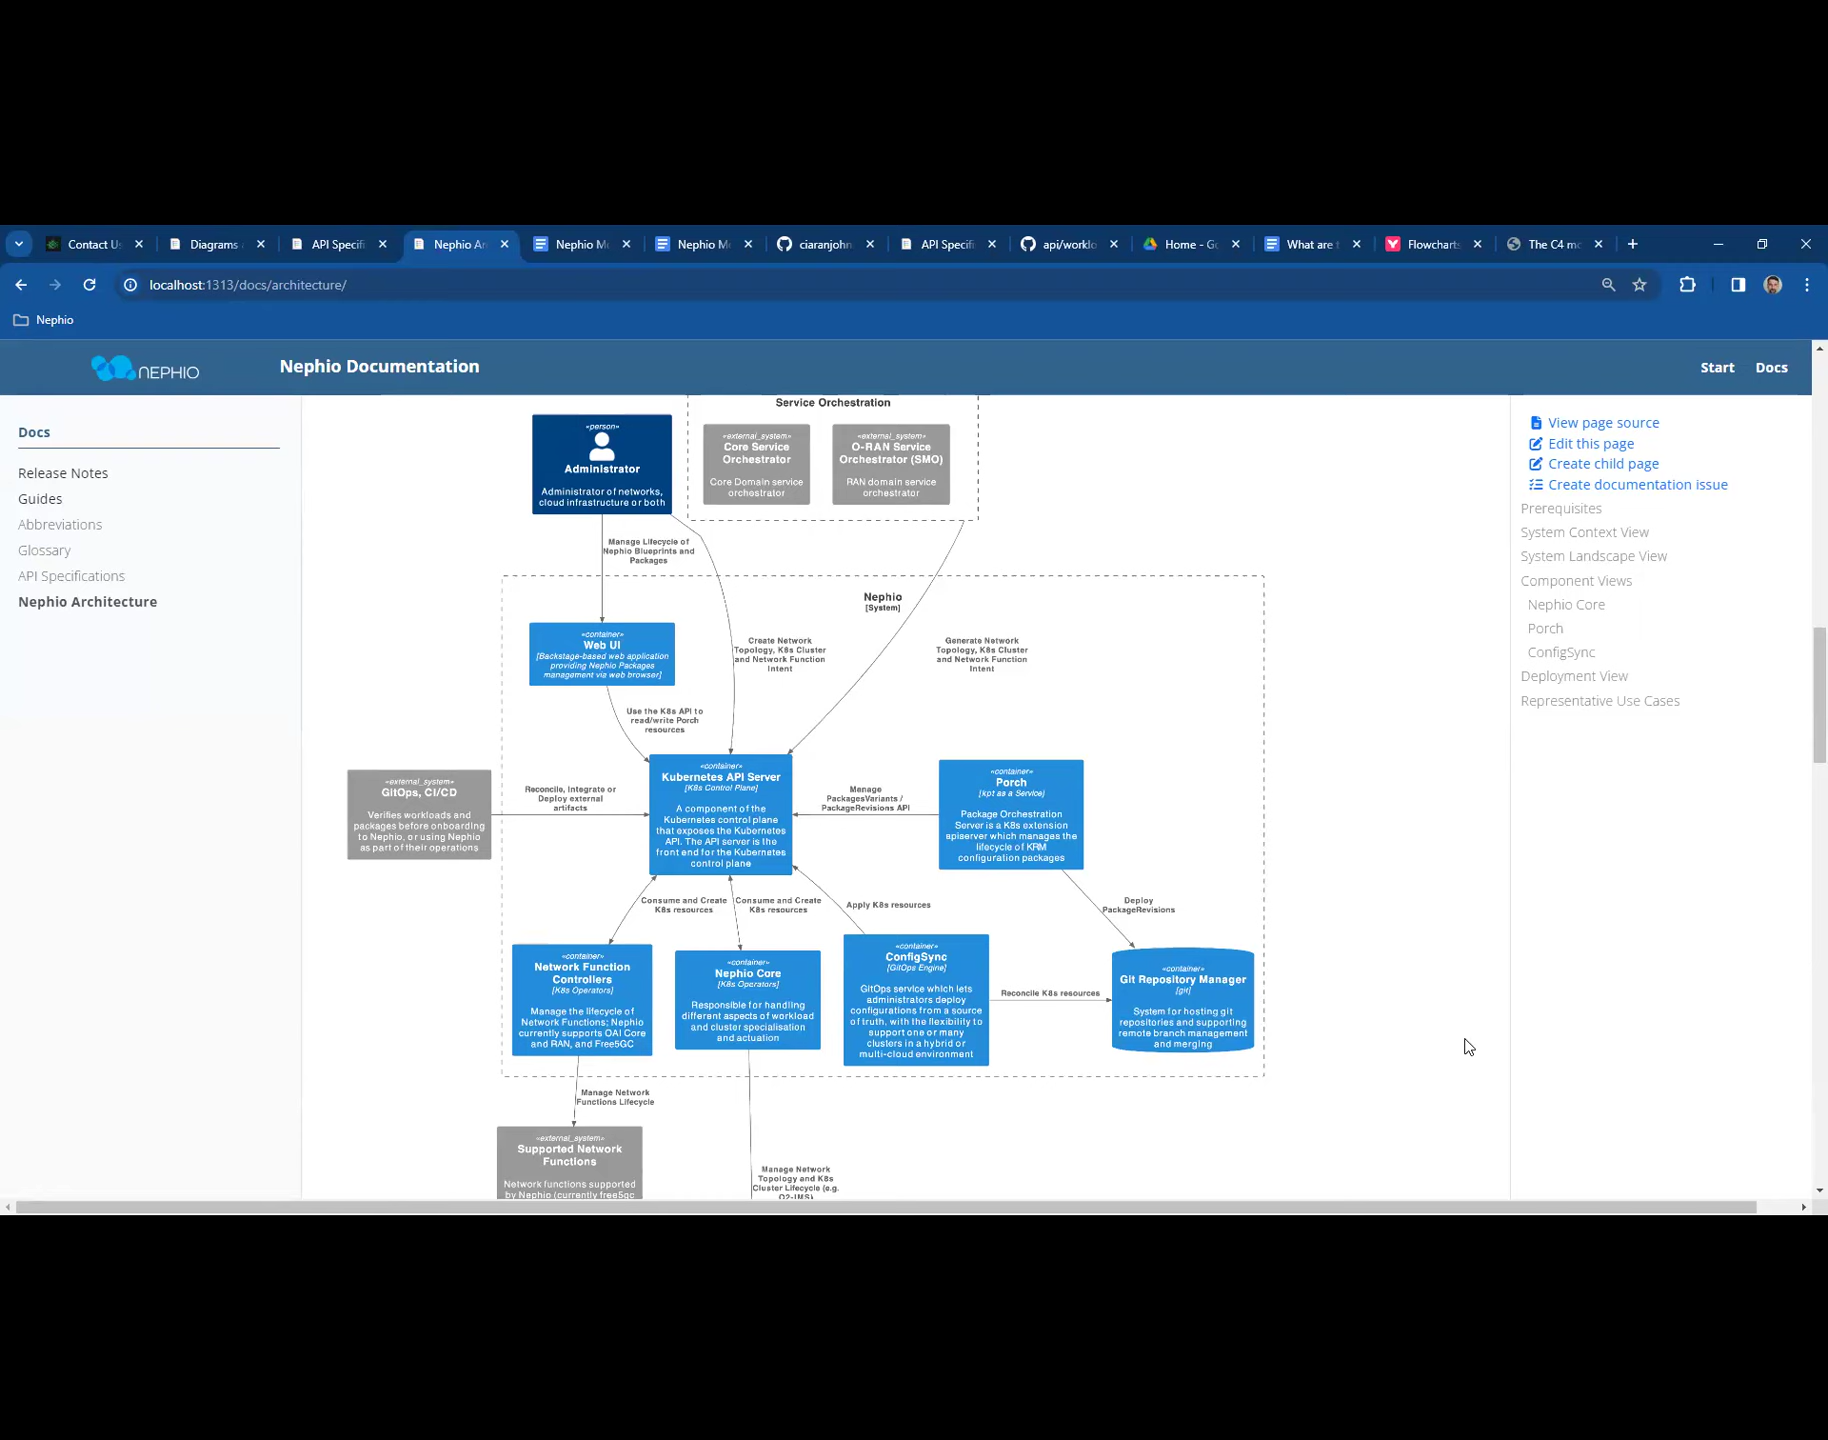 Contact Us
Diagrams
API Specifi
Nephio Ar
Nephio M
Nephio M
ciaranjohn
API Specifi
api/worklo
Home - G
What are
Flowcharts
The C4 mo
localhost:1313/docs/architecture/
Nephio
NEPHIO
Nephio Documentation
Start
Docs
Docs
Release Notes
Guides
Abbreviations
Glossary
API Specifications
Nephio Architecture
View page source
Edit this page
Create child page
Create documentation issue
Prerequisites
System Context View
System Landscape View
Component Views
Nephio Core
Porch
ConfigSync
Deployment View
Representative Use Cases
«person»
Administrator
Administrator of networks,
cloud infrastructure or both
Service Orchestration
«external_system»
Core Service
Orchestrator
Core Domain service
orchestrator
«external_system»
O-RAN Service
Orchestrator (SMO)
RAN domain service
orchestrator
Manage Lifecycle of
Nephio Blueprints and
Packages
Nephio
[System]
«container»
Web UI
[Backstage-based web application
providing Nephio Packages
management via web browser]
Create Network
Topology, K8s Cluster
and Network Function
Intent
Generate Network
Topology, K8s Cluster
and Network Function
Intent
Use the K8s API to
read/write Porch
resources
«external_system»
GitOps, CI/CD
Verifies workloads and
packages before onboarding
to Nephio, or using Nephio
as part of their operations
Reconcile, Integrate or
Deploy external
artifacts
«container»
Kubernetes API Server
[K8s Control Plane]
A component of the
Kubernetes control plane
that exposes the Kubernetes
API. The API server is the
front end for the Kubernetes
control plane
Manage
PackagesVariants /
PackageRevisions API
«container»
Porch
[kpt as a Service]
Package Orchestration
Server is a K8s extension
apiserver which manages the
lifecycle of KRM
configuration packages
Consume and Create
K8s resources
Consume and Create
K8s resources
Apply K8s resources
Deploy
PackageRevisions
«container»
Network Function
Controllers
[K8s Operators]
Manage the lifecycle of
Network Functions; Nephio
currently supports OAI Core
and RAN, and Free5GC
«container»
Nephio Core
[K8s Operators]
Responsible for handling
different aspects of workload
and cluster specialisation
and actuation
«container»
ConfigSync
[GitOps Engine]
GitOps service which lets
administrators deploy
configurations from a source
of truth, with the flexibility to
support one or many
clusters in a hybrid or
multi-cloud environment
Reconcile K8s resources
«container»
Git Repository Manager
[git]
System for hosting git
repositories and supporting
remote branch management
and merging
Manage Network
Functions Lifecycle
«external_system»
Supported Network
Functions
Network functions supported
by Nephio (currently free5gc
Manage Network
Topology and K8s
Cluster Lifecycle (e.g.
O2-IMS)